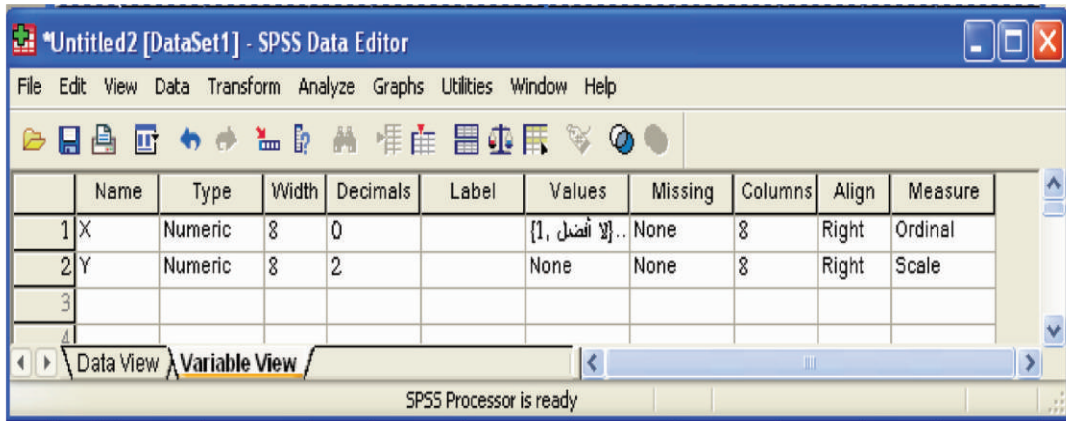 *Untitled2 [DataSet1] - SPSS Data Editor
File Edit View Data Transform Analyze Graphs Utilities Window Help
Name Type Width Decimals Label Values Missing Columns Align Measure
1 X Numeric 8 0 {1, لا أفضل}... None 8 Right Ordinal
2 Y Numeric 8 2 None None 8 Right Scale
3
4
Data View Variable View
SPSS Processor is ready